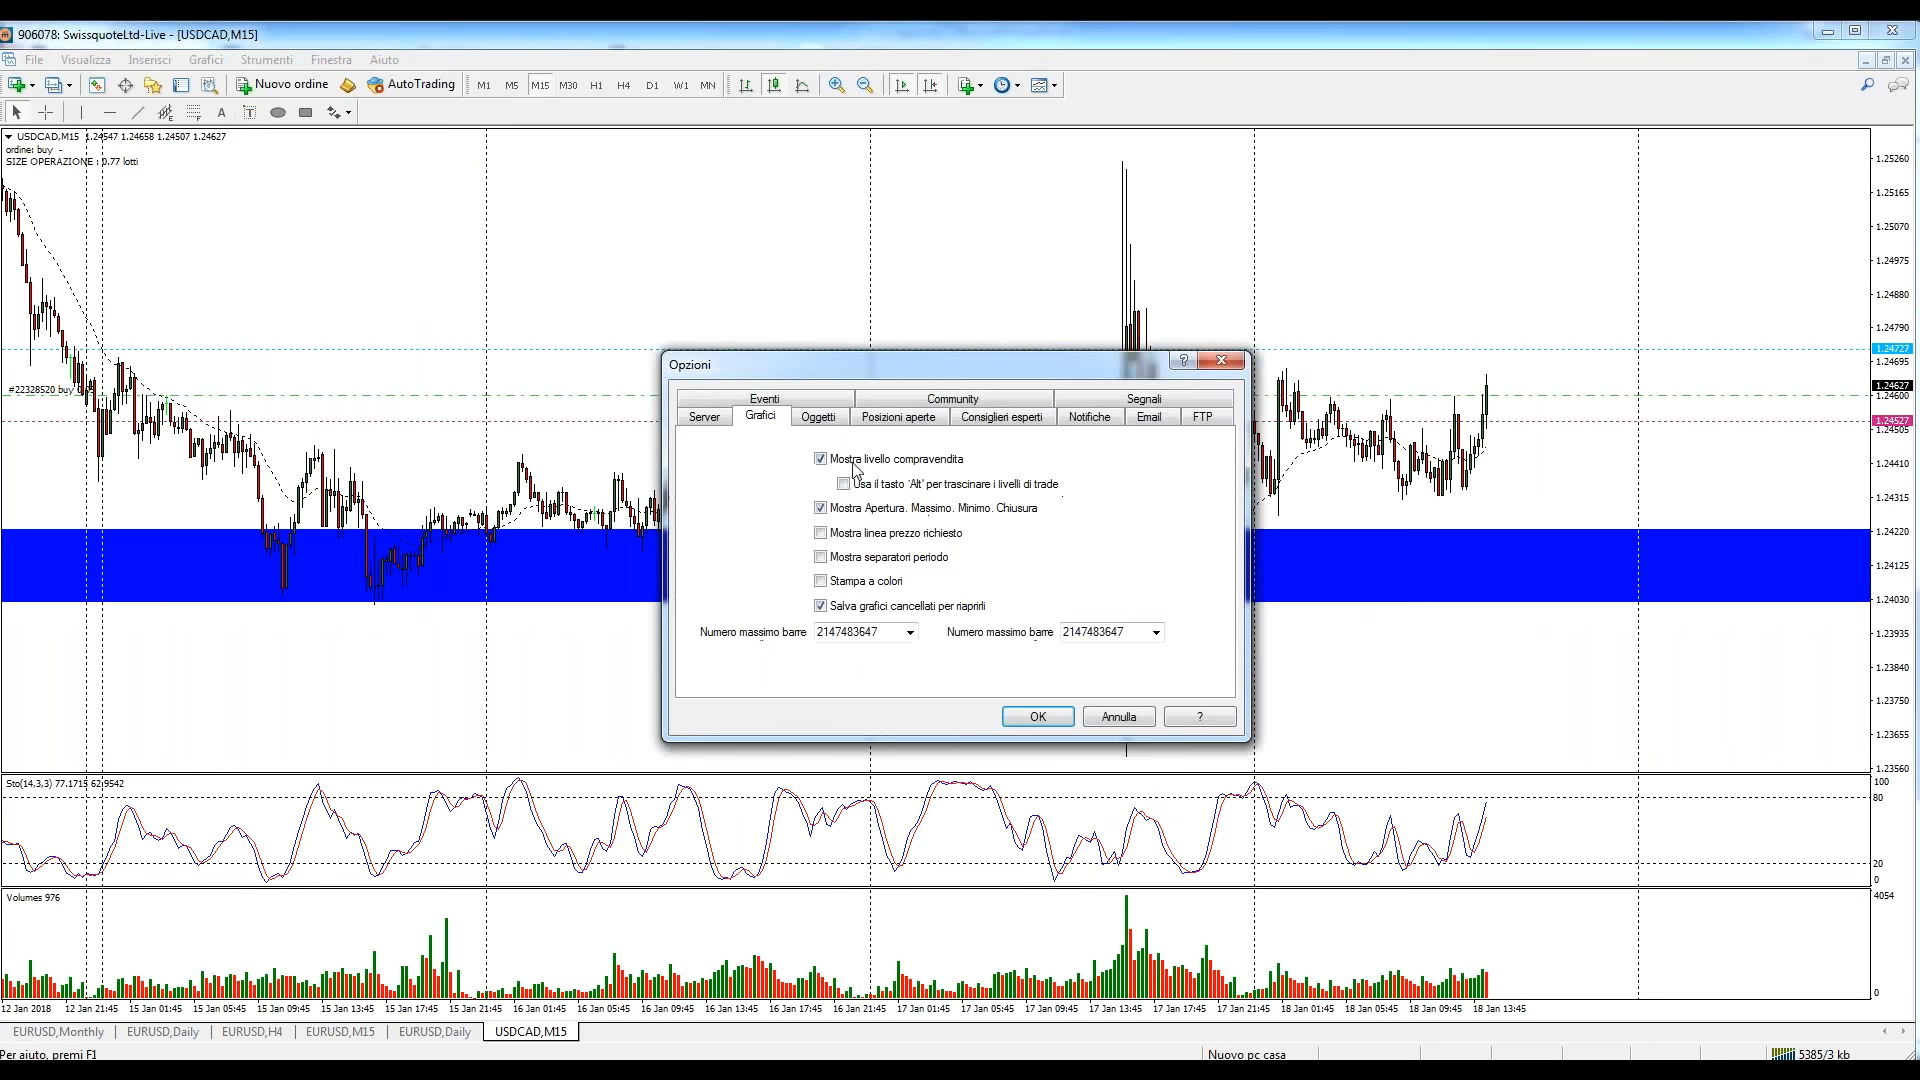 906078: SwissquoteLtd-Live - [USDCAD,M15]
File Visualizza Inserisci Grafici Strumenti Finestra Aiuto
Nuovo ordine AutoTrading M1 M5 M15 M30 H1 H4 D1 W1 MN
A T
USDCAD,M15 1.24547 1.24658 1.24507 1.24627
ordine: buy -
SIZE OPERAZIONE : 0.77 lotti
1.25260
1.25165
1.25070
1.24975
1.24880
1.24790
1.24727
1.24695
1.24627
1.24600
1.24527
1.24505
1.24410
1.24315
1.24220
1.24125
1.24030
1.23935
1.23840
1.23750
1.23655
1.23560
#22328520 buy
Opzioni
?
Eventi Community Segnali
Server Grafici Oggetti Posizioni aperte Consiglieri esperti Notifiche Email FTP
Mostra livello compravendita
Usa il tasto 'Alt' per trascinare i livelli di trade
Mostra Apertura. Massimo. Minimo. Chiusura
Mostra linea prezzo richiesto
Mostra separatori periodo
Stampa a colori
Salva grafici cancellati per riaprirli
Numero massimo barre 2147483647 Numero massimo barre 2147483647
OK Annulla ?
Sto(14,3,3) 77.1715 62.9542
100
80
20
0
Volumes 976
4054
0
12 Jan 2018 12 Jan 21:45 15 Jan 01:45 15 Jan 05:45 15 Jan 09:45 15 Jan 13:45 15 Jan 17:45 15 Jan 21:45 16 Jan 01:45 16 Jan 05:45 16 Jan 09:45 16 Jan 13:45 16 Jan 17:45 16 Jan 21:45 17 Jan 01:45 17 Jan 05:45 17 Jan 09:45 17 Jan 13:45 17 Jan 17:45 17 Jan 21:45 18 Jan 01:45 18 Jan 05:45 18 Jan 09:45 18 Jan 13:45
EURUSD,Monthly EURUSD,Daily EURUSD,H4 EURUSD,M15 EURUSD,Daily USDCAD,M15
Per aiuto, premi F1 Nuovo pc casa 5385/3 kb